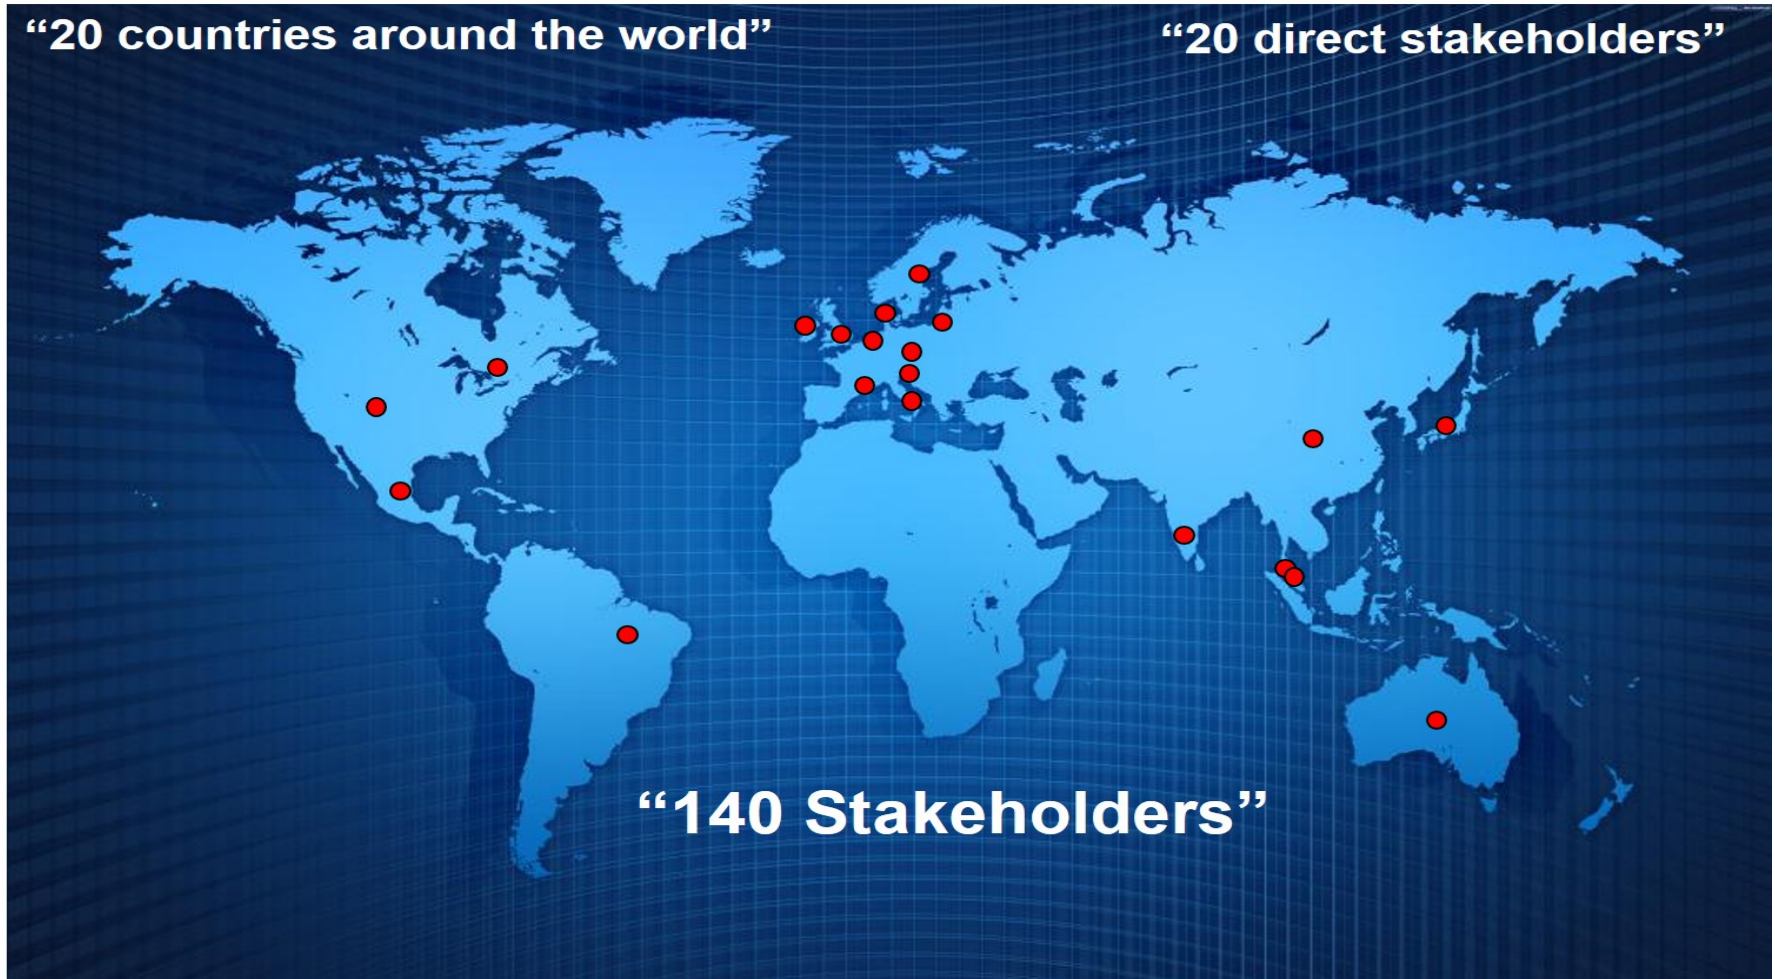 “20 countries around the world”
“20 direct stakeholders”
“140 Stakeholders”